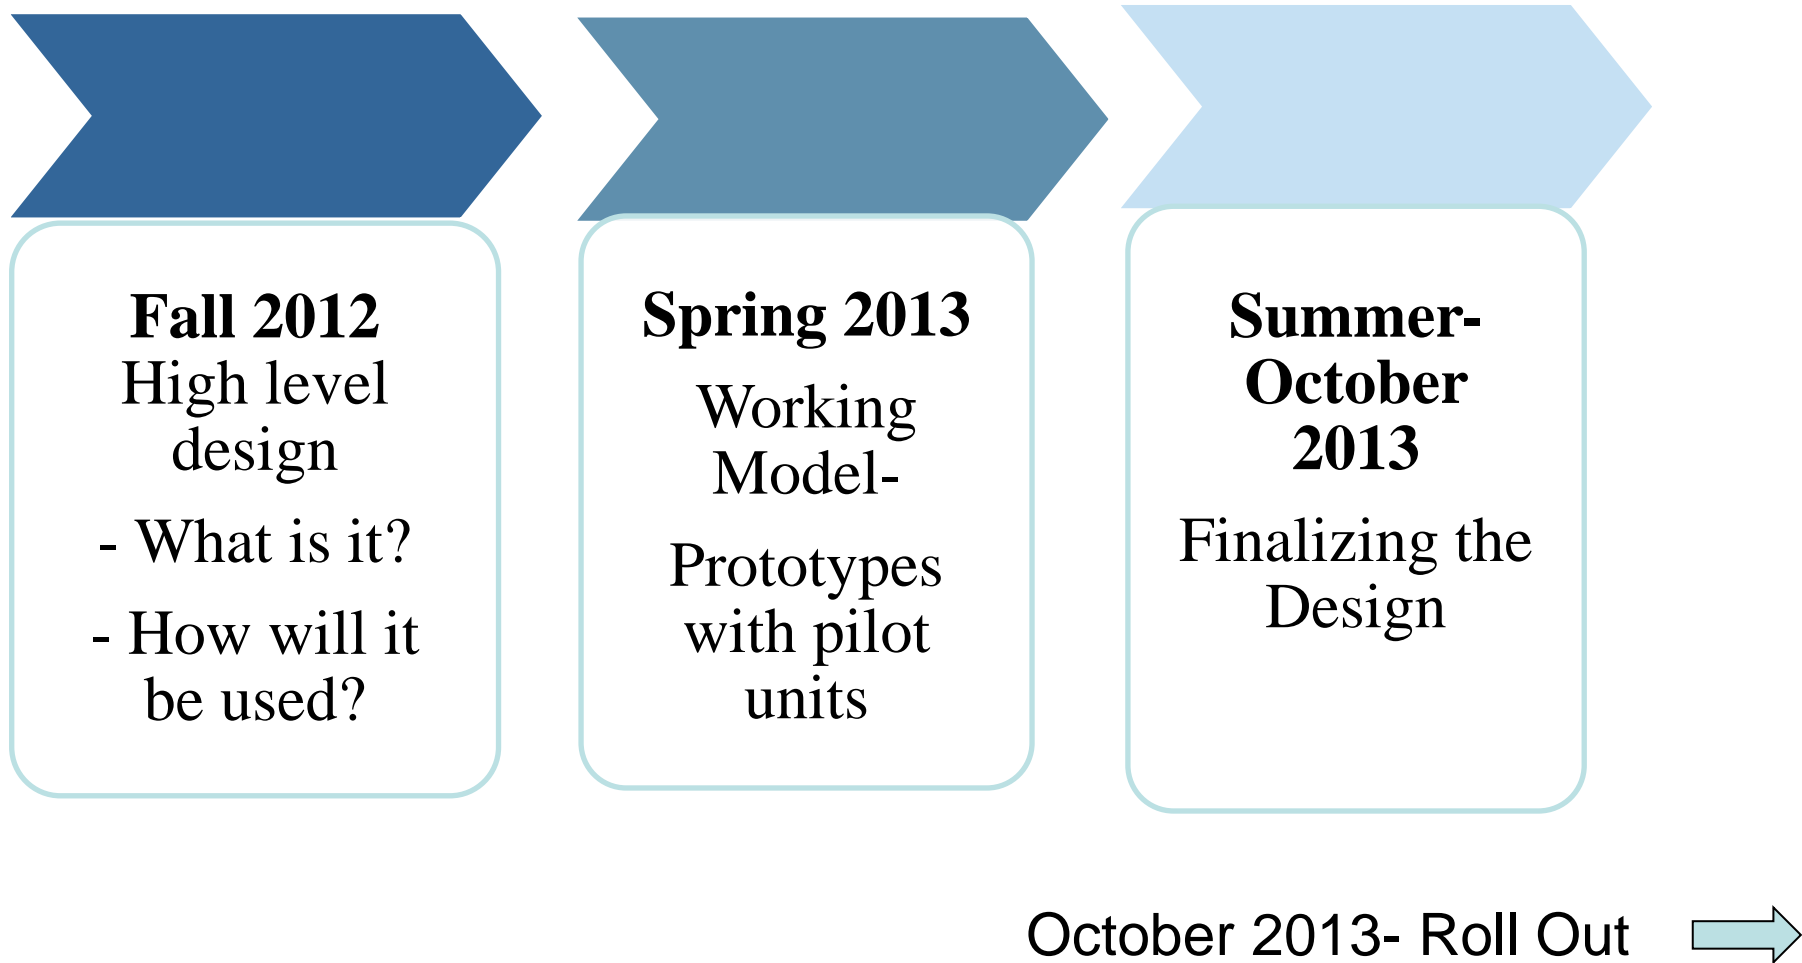 Fall 2012
High level
design
- What is it?
- How will it
be used?
Spring 2013
Working
Model-
Prototypes
with pilot
units
Summer-
October
2013
Finalizing the
Design
October 2013- Roll Out